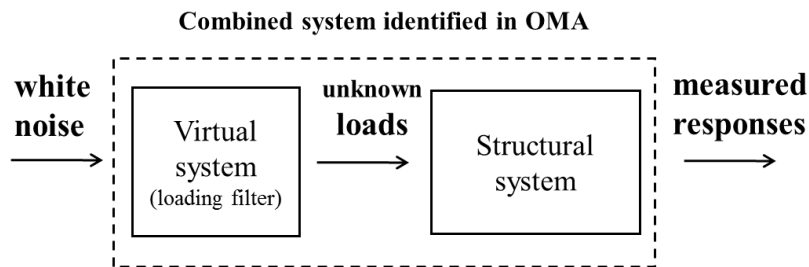 Combined system identified in OMA
white
noise
Virtual
system
(loading filter)
unknown
loads
Structural
system
measured
responses